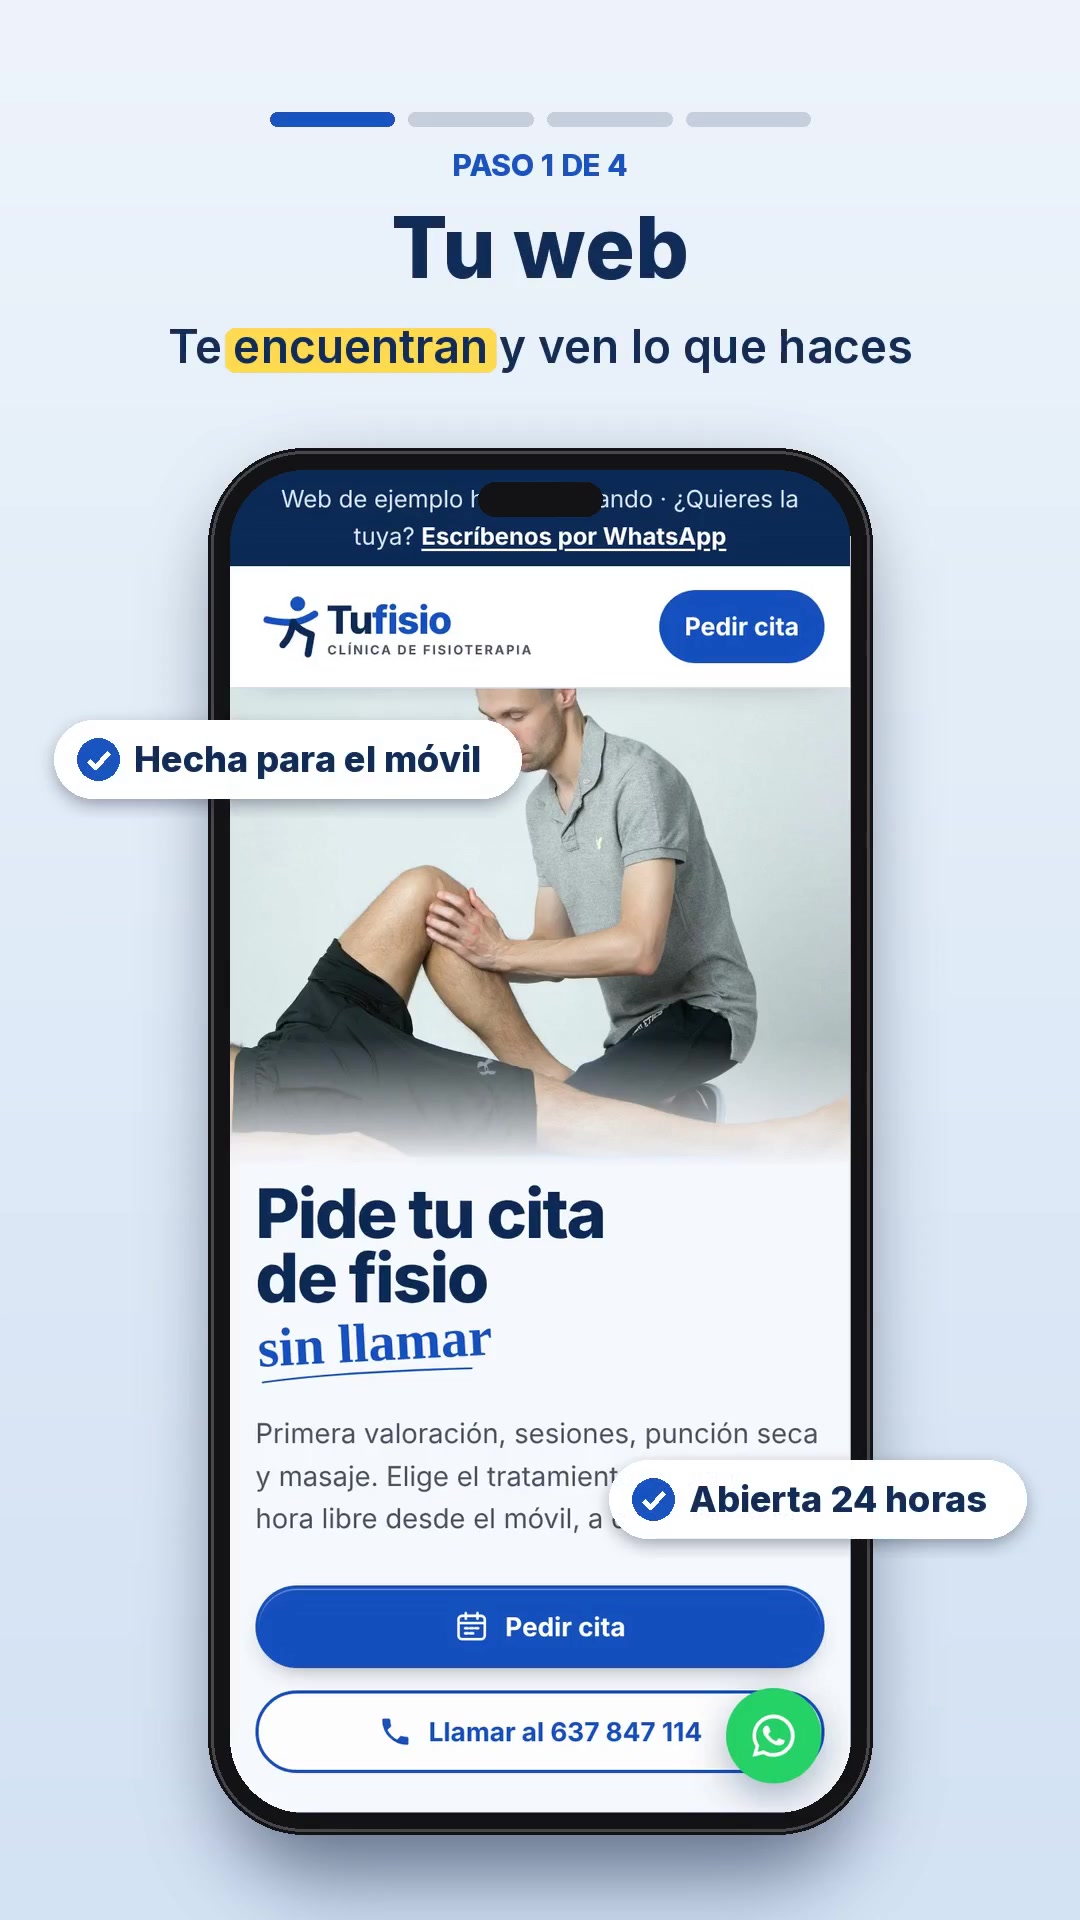 PASO 1 DE 4
Tu web
Te encuentran y ven lo que haces
Web de ejemplo · ¿Quieres la
tuya? Escríbenos por WhatsApp
Tufisio
CLÍNICA DE FISIOTERAPIA
Pedir cita
Hecha para el móvil
Pide tu cita
de fisio
sin llamar
Primera valoración, sesiones, punción seca
y masaje. Elige el
hora libre desde el móvil, a
Abierta 24 horas
Pedir cita
Llamar al 637 847 114